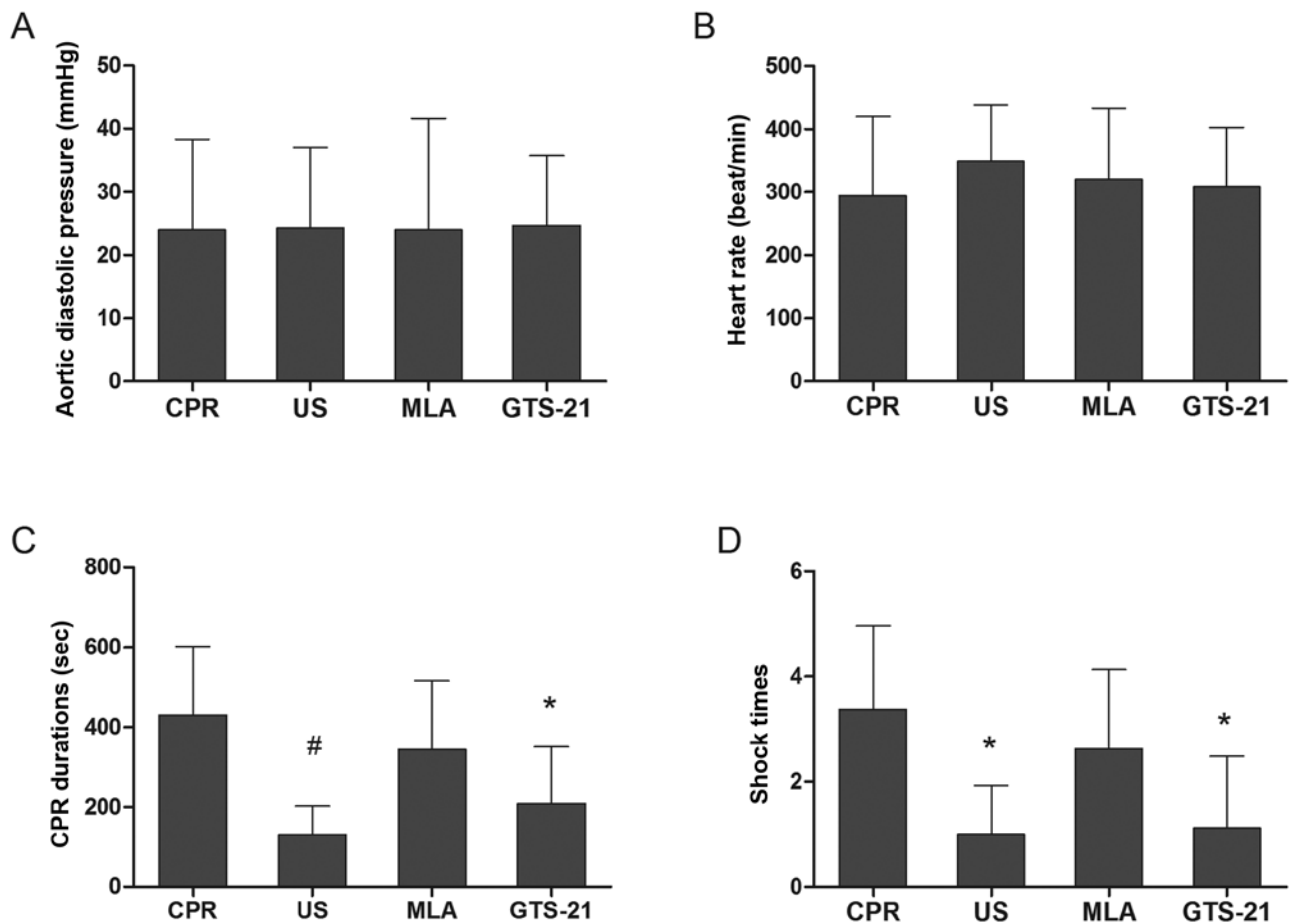 A
Aortic diastolic pressure (mmHg)
50
40
30
20
10
0
CPR US MLA GTS-21
B
Heart rate (beat/min)
500
400
300
200
100
0
CPR US MLA GTS-21
C
CPR durations (sec)
800
600
400
200
0
#
*
CPR US MLA GTS-21
D
Shock times
6
4
2
0
*
*
CPR US MLA GTS-21